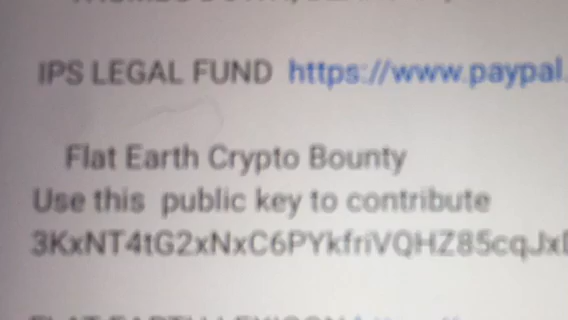 IPS LEGAL FUND https://www.paypal.
Flat Earth Crypto Bounty
Use this public key to contribute
3KxNT4tG2xNxC6PYkfriVQHZ85cqJx